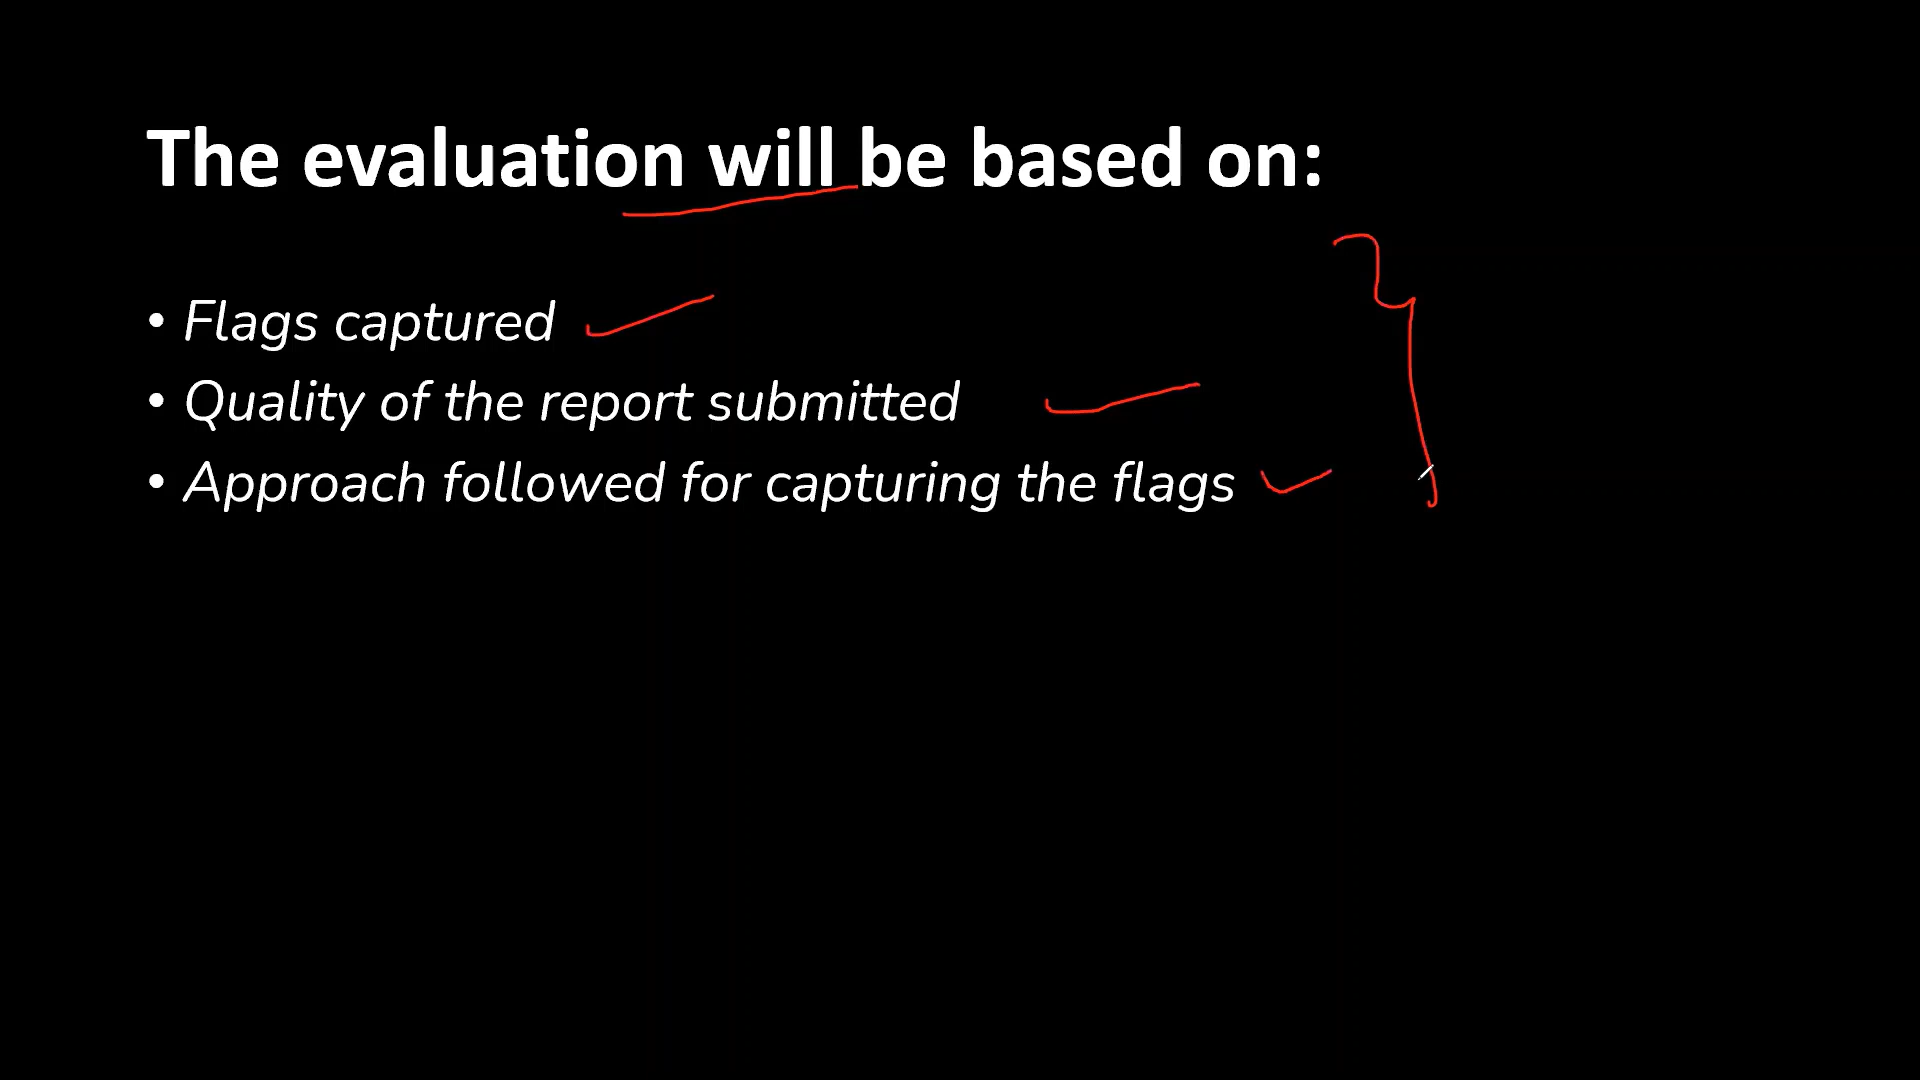 The evaluation will be based on:
• Flags captured
• Quality of the report submitted
• Approach followed for capturing the flags